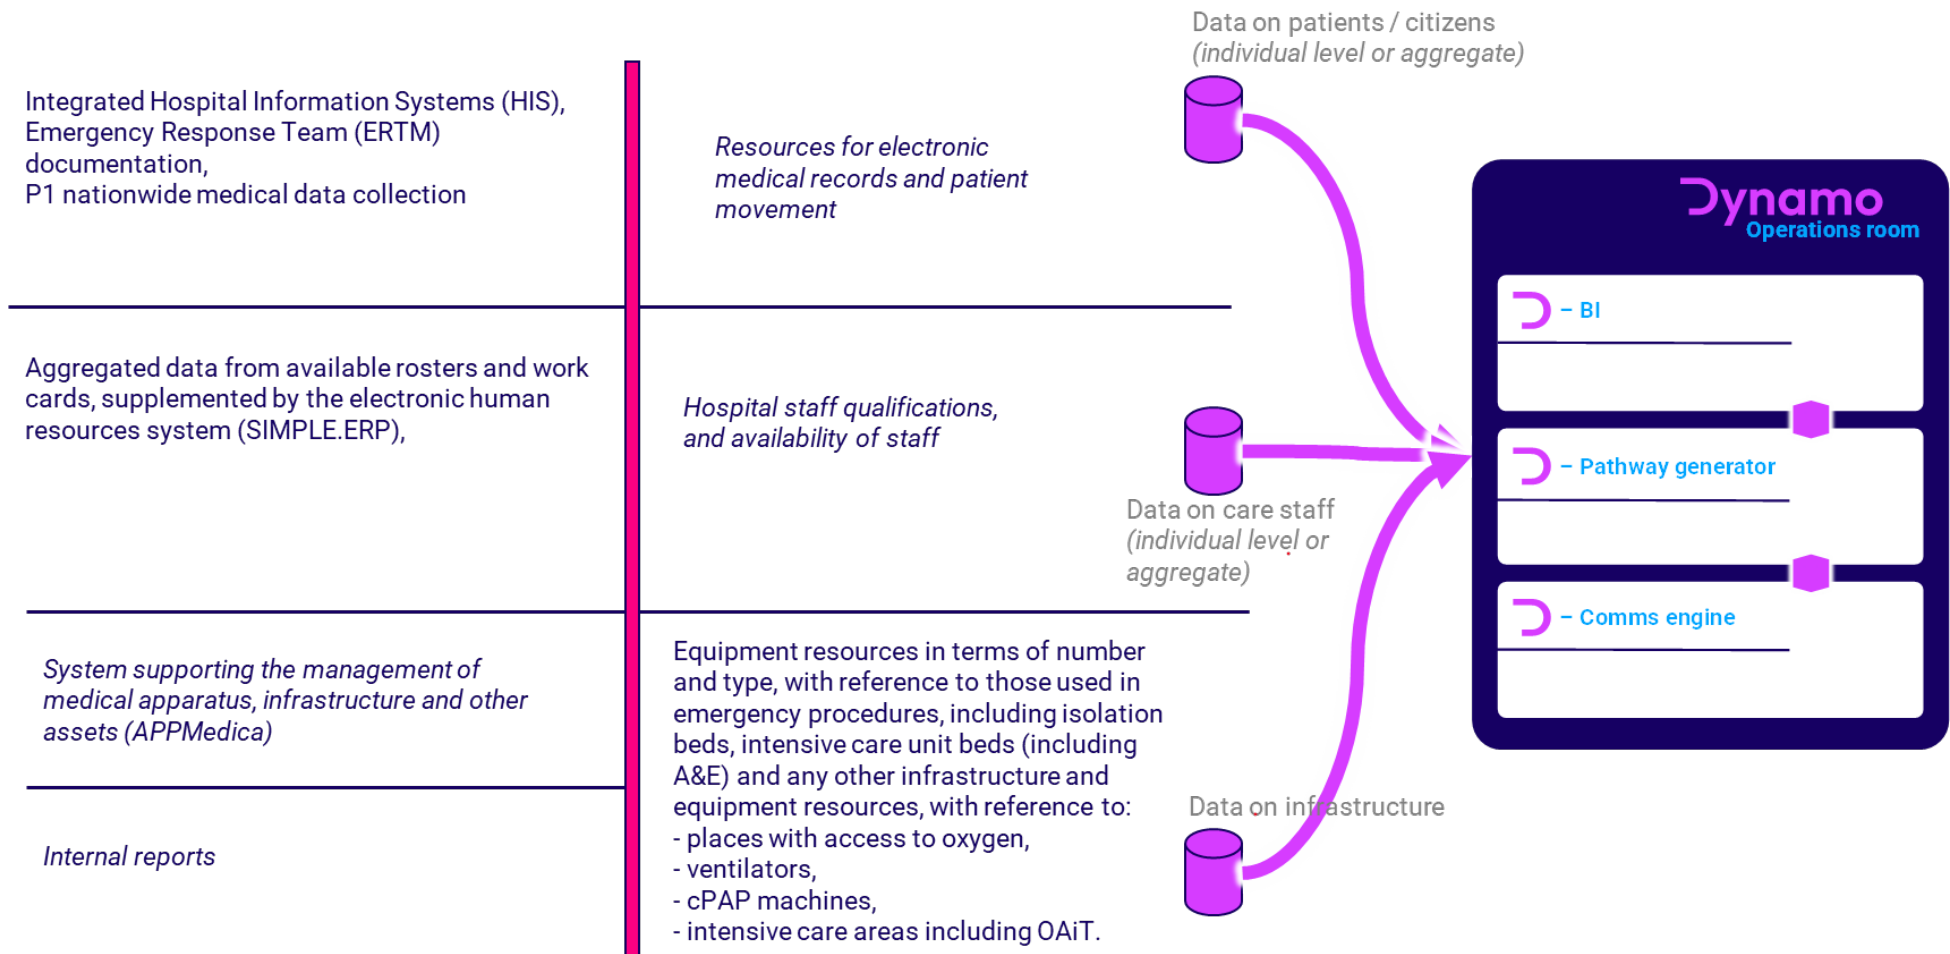 Data on patients / citizens
(individual level or aggregate)
Integrated Hospital Information Systems (HIS),
Emergency Response Team (ERTM)
documentation,
P1 nationwide medical data collection
Resources for electronic
medical records and patient
movement
Dynamo
Operations room
– BI
Aggregated data from available rosters and work
cards, supplemented by the electronic human
resources system (SIMPLE.ERP),
Hospital staff qualifications,
and availability of staff
Data on care staff
(individual level or
aggregate)
– Pathway generator
– Comms engine
System supporting the management of
medical apparatus, infrastructure and other
assets (APPMedica)
Internal reports
Equipment resources in terms of number
and type, with reference to those used in
emergency procedures, including isolation
beds, intensive care unit beds (including
A&E) and any other infrastructure and
equipment resources, with reference to:
- places with access to oxygen,
- ventilators,
- cPAP machines,
- intensive care areas including OAiT.
Data on infrastructure